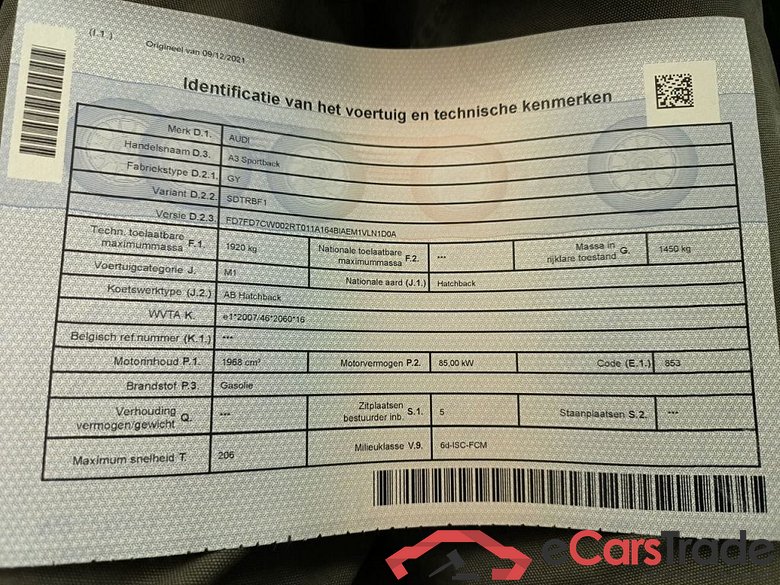 (I.1.) Origineel van 09/12/2021
Identificatie van het voertuig en technische kenmerken
Merk D.1. AUDI
Handelsnaam D.3. A3 Sportback
Fabriekstype D.2.1. GY
Variant D.2.2. SDTRBF1
Versie D.2.3. FD7FD7CW002RT011A164BIAEM1VLN1D0A
Techn. toelaatbare maximummassa F.1. 1920 kg Nationale toelaatbare maximummassa F.2. --- Massa in rijklare toestand G. 1450 kg
Voertuigcategorie J. M1 Nationale aard (J.1.) Hatchback
Koetswerktype (J.2.) AB Hatchback
WVTA K. e1*2007/46*2060*16
Belgisch ref.nummer (K.1.) ---
Motorinhoud P.1. 1968 cm³ Motorvermogen P.2. 85,00 kW Code (E.1.) 853
Brandstof P.3. Gasolie
Verhouding vermogen/gewicht Q. --- Zitplaatsen bestuurder inb. S.1. 5 Staanplaatsen S.2. ---
Maximum snelheid T. 206 Milieuklasse V.9. 6d-ISC-FCM
eCarsTrade